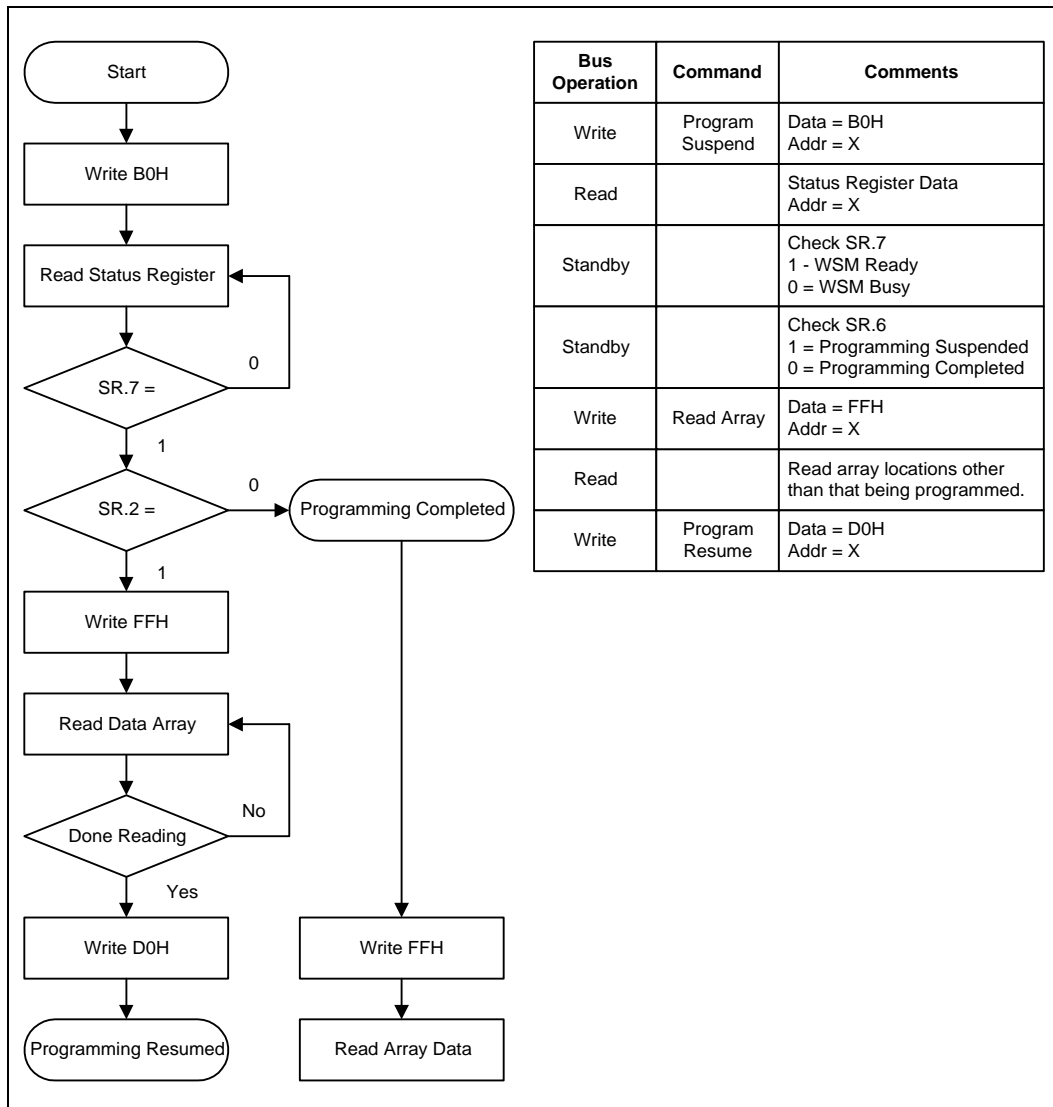 Start
Write B0H
Read Status Register
SR.7 =
0
1
SR.2 =
0
Programming Completed
1
Write FFH
Read Data Array
Done Reading
No
Yes
Write D0H
Programming Resumed
Write FFH
Read Array Data
Bus
Operation
Command
Comments
Write
Program
Suspend
Data = B0H
Addr = X
Read
Status Register Data
Addr = X
Standby
Check SR.7
1 - WSM Ready
0 = WSM Busy
Standby
Check SR.6
1 = Programming Suspended
0 = Programming Completed
Write
Read Array
Data = FFH
Addr = X
Read
Read array locations other
than that being programmed.
Write
Program
Resume
Data = D0H
Addr = X